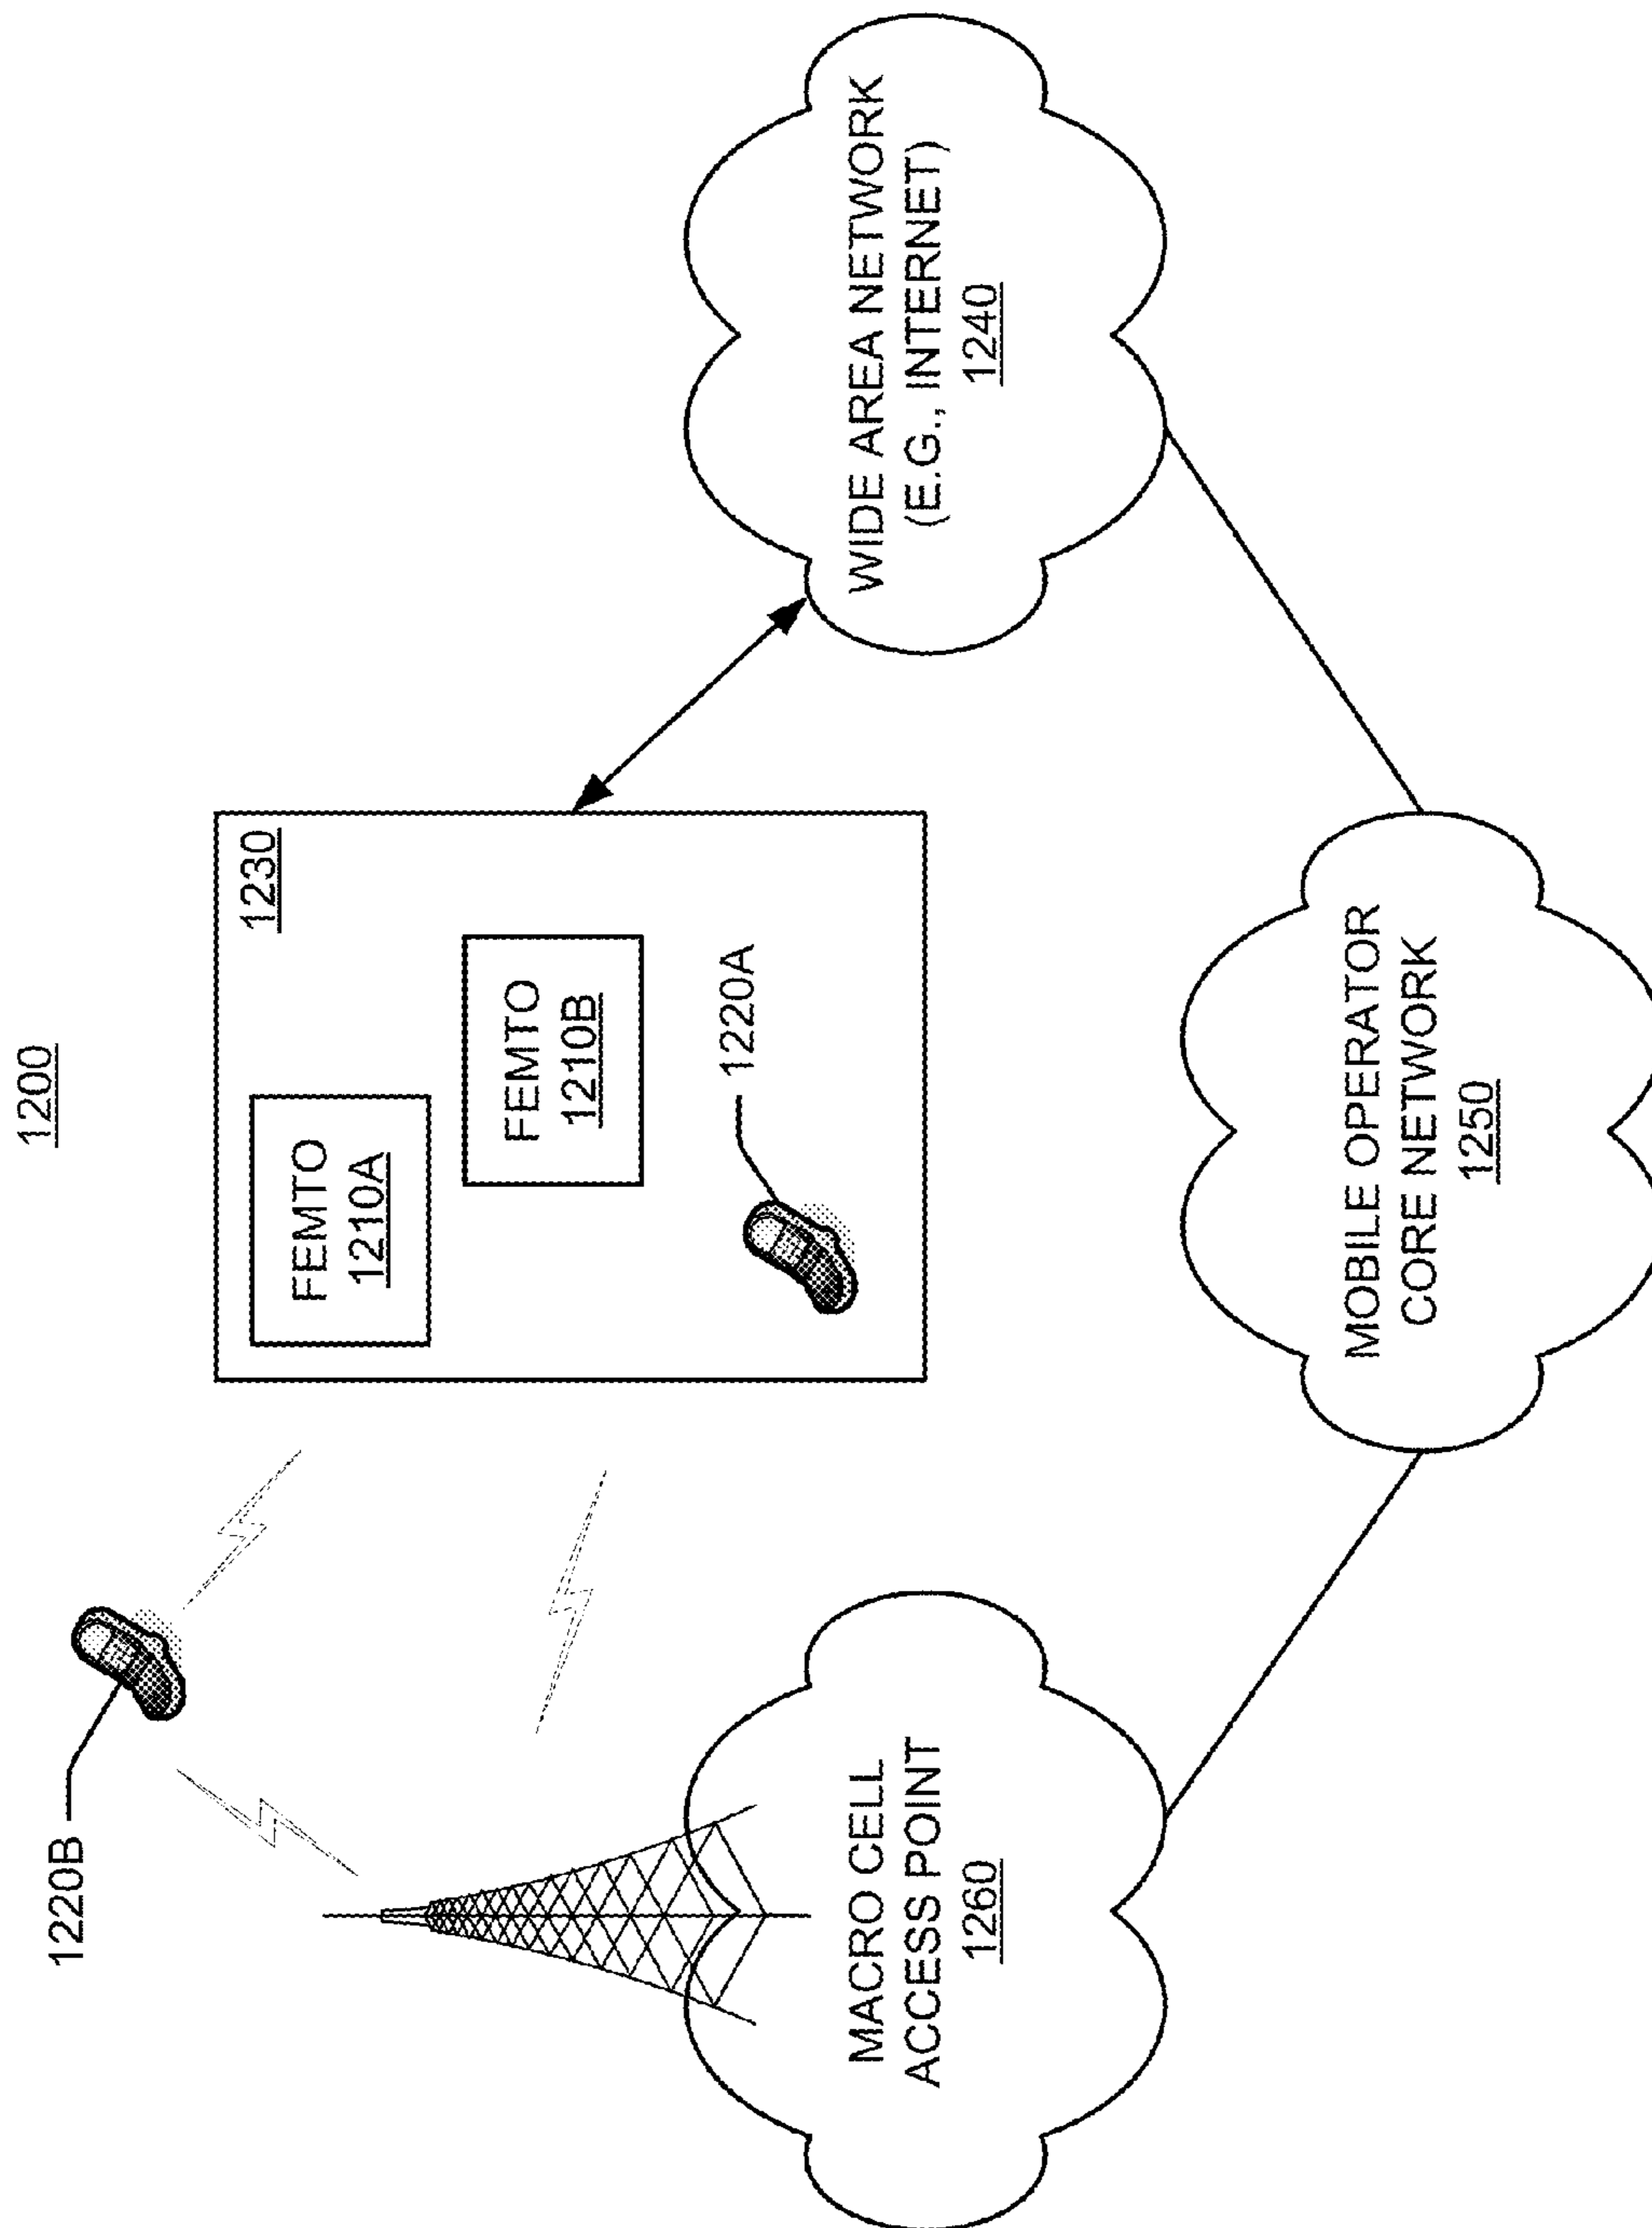 1200
1220B
FEMTO
1210A
1230
FEMTO
1210B
1220A
MACRO CELL
ACCESS POINT
1260
WIDE AREA NETWORK
(E.G., INTERNET)
1240
MOBILE OPERATOR
CORE NETWORK
1250